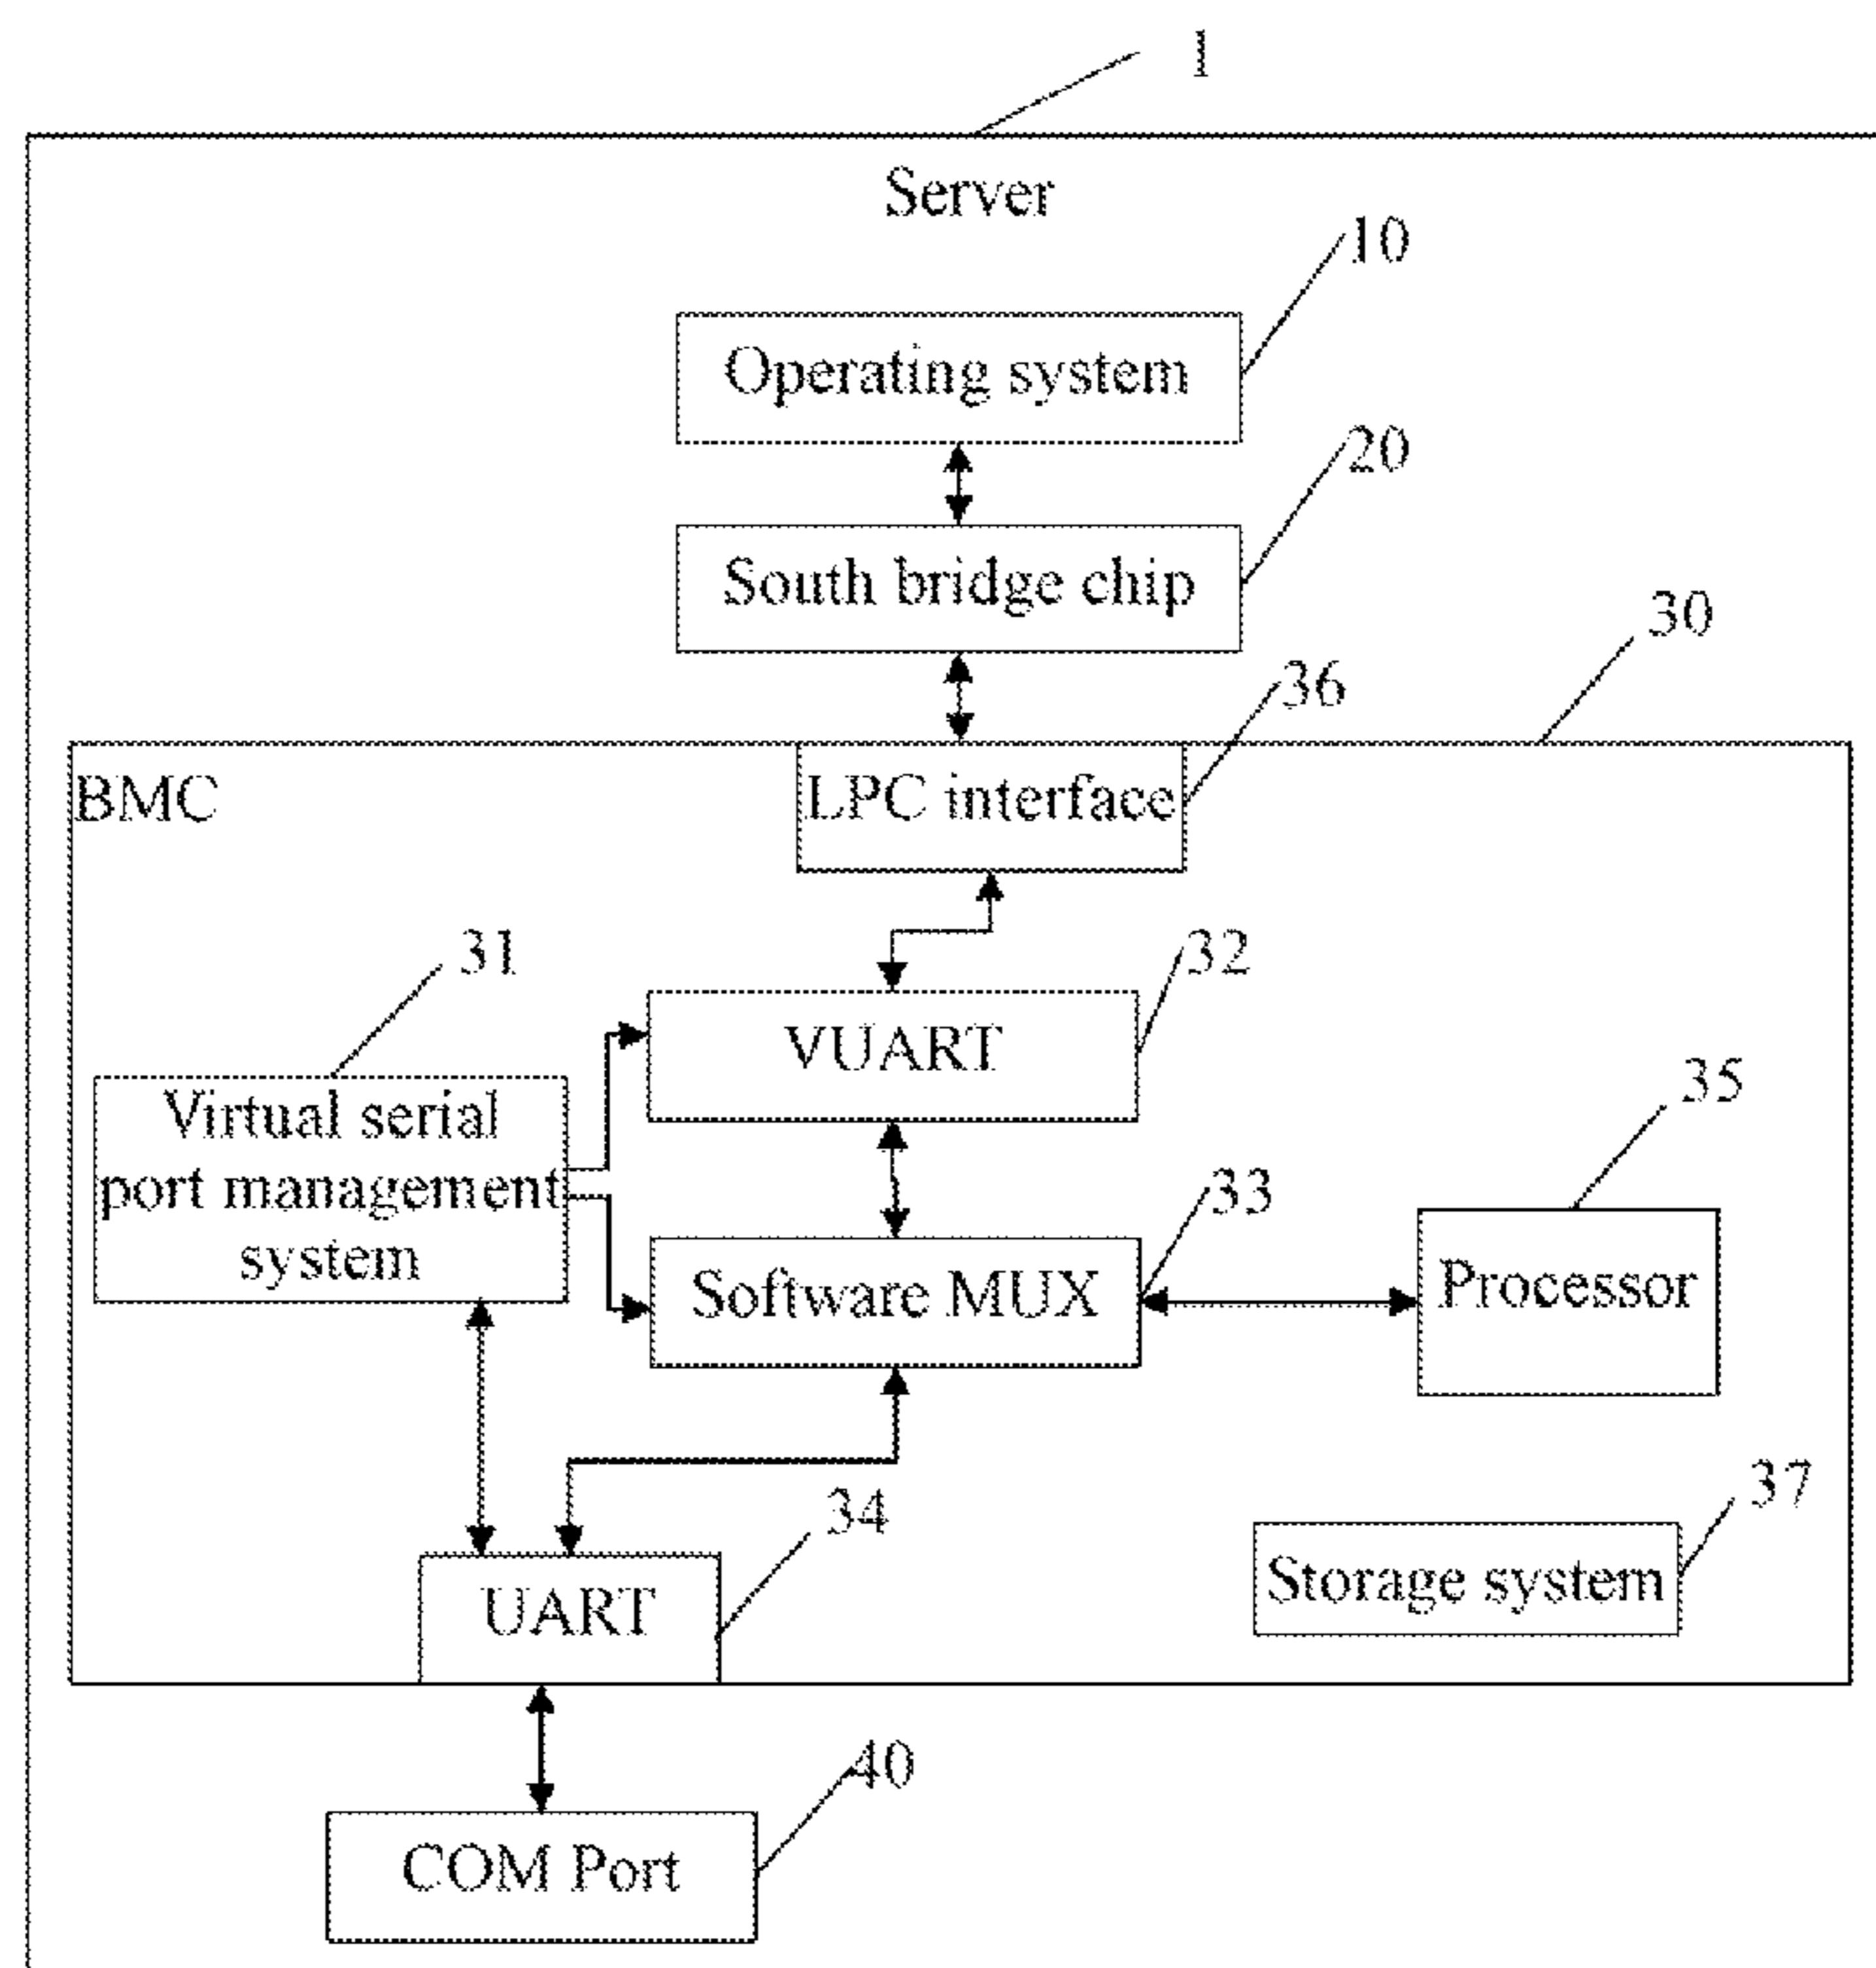 1
Server
10
Operating system
20
South bridge chip
30
36
BMC
LPC interface
31
32
VUART
35
Virtual serial
port management
system
33
Software MUX
Processor
34
37
UART
Storage system
40
COM Port